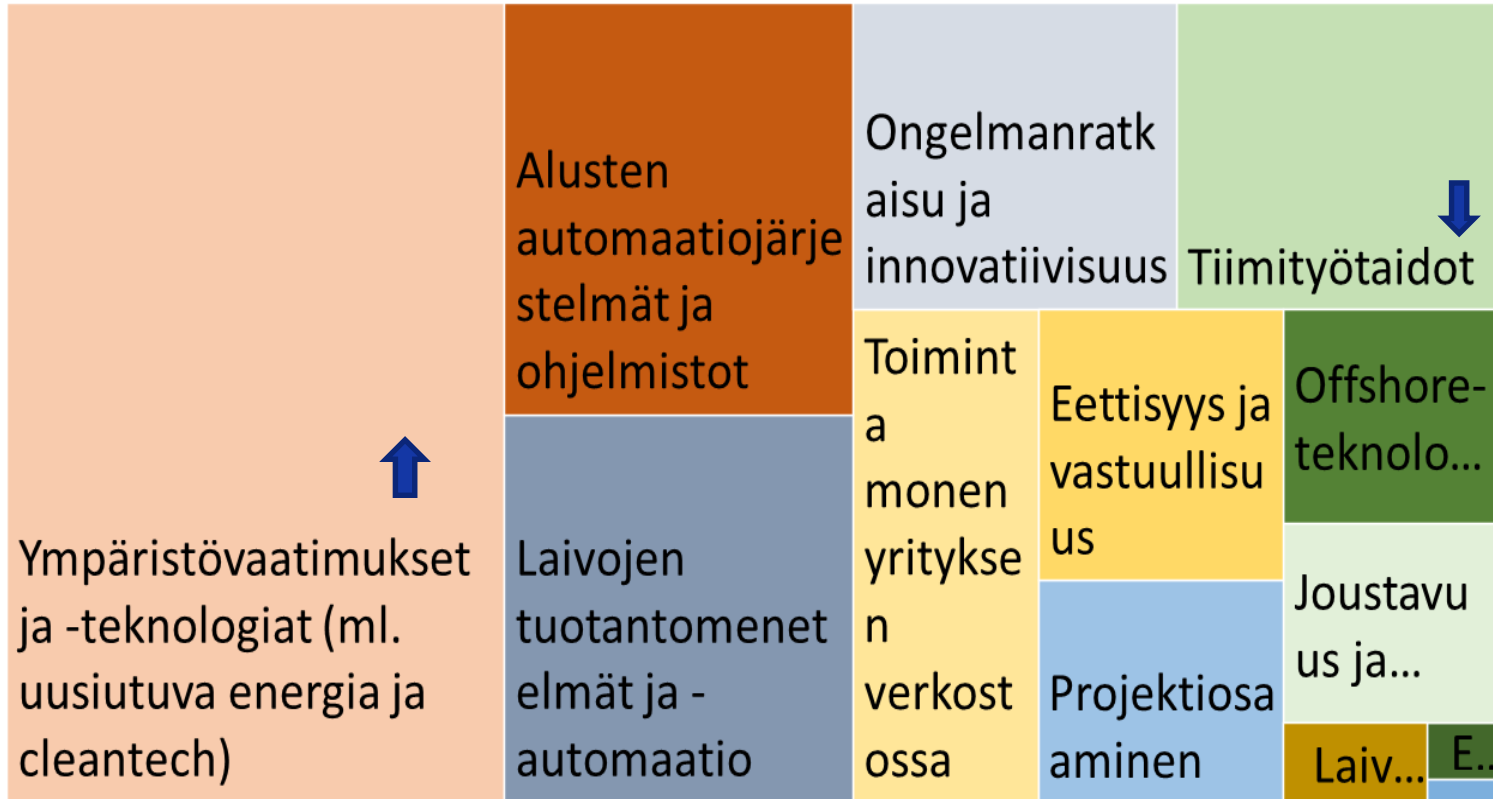 Ympäristövaatimukset
ja -teknologiat (ml.
uusiutuva energia ja
cleantech)
Alusten
automaatiojärje
stelmät ja
ohjelmistot
Laivojen
tuotantomenet
elmät ja -
automaatio
Ongelmanratk
aisu ja
innovatiivisuus
Tiimityötaidot
Toimint
a
monen
yritykse
n
verkost
ossa
Eettisyys ja
vastuullisu
us
Projektiosa
aminen
Offshore-
teknolo...
Joustavu
us ja...
Laiv...
E...